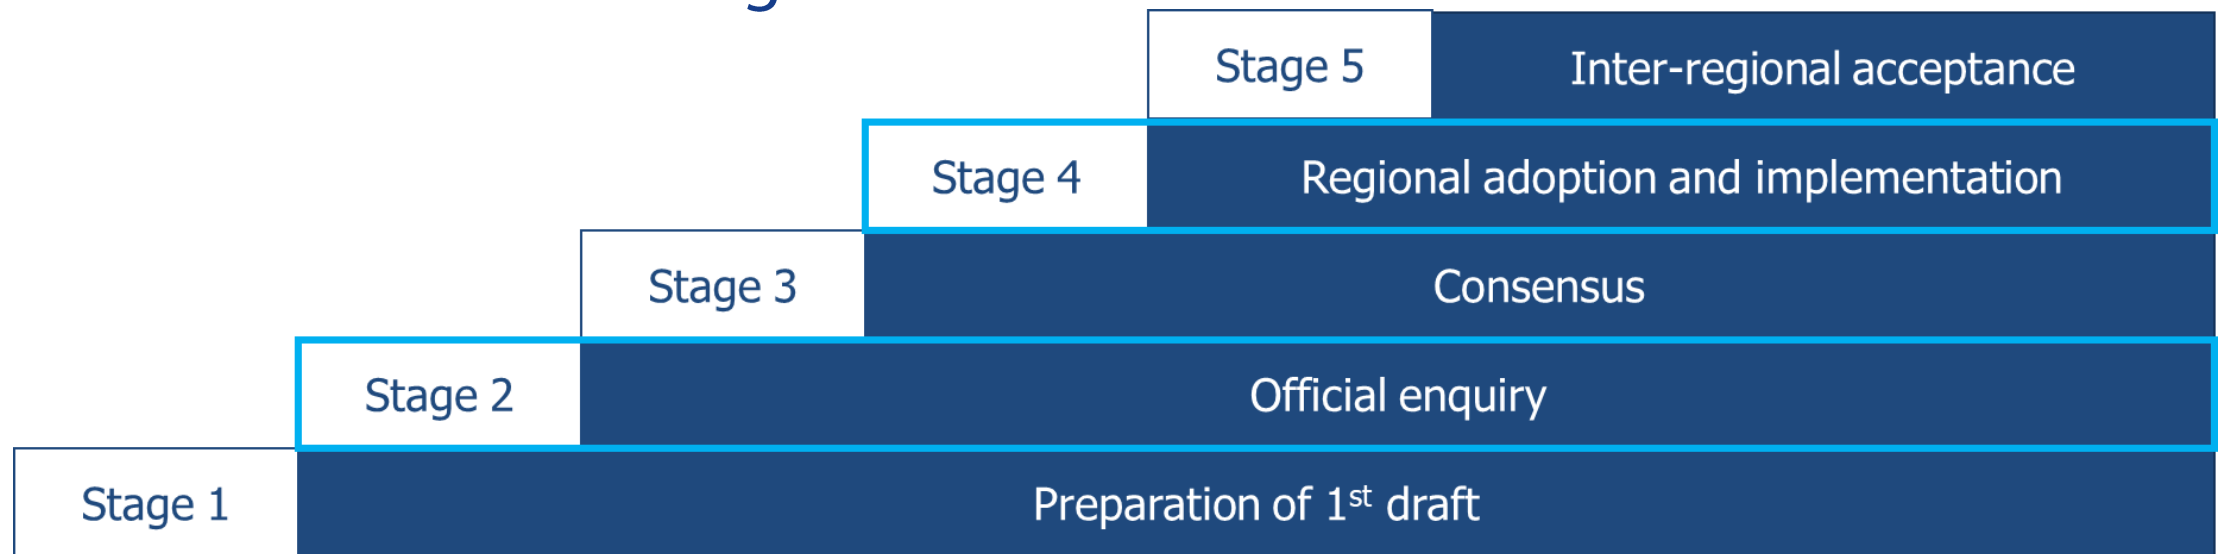 Stage 5 Inter-regional acceptance
Stage 4 Regional adoption and implementation
Stage 3 Consensus
Stage 2 Official enquiry
Stage 1 Preparation of 1st draft